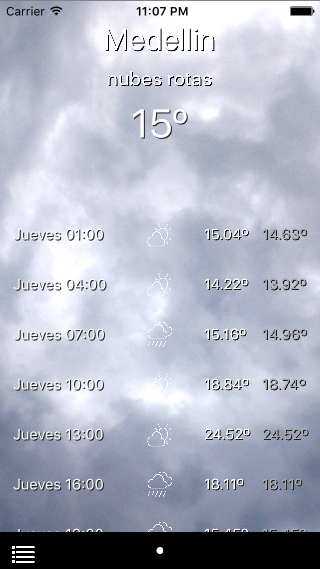 Carrier 11:07 PM
Medellin
nubes rotas
15º
Jueves 01:00 15.04º 14.63º
Jueves 04:00 14.22º 13.92º
Jueves 07:00 15.16º 14.96º
Jueves 10:00 18.84º 18.74º
Jueves 13:00 24.52º 24.52º
Jueves 16:00 18.11º 18.11º